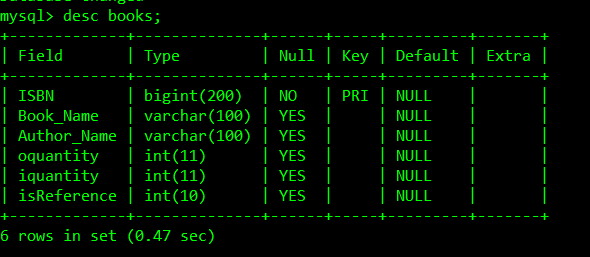 mysql> desc books;
+-------------+--------------+------+-----+---------+-------+
| Field       | Type         | Null | Key | Default | Extra |
+-------------+--------------+------+-----+---------+-------+
| ISBN        | bigint(200)  | NO   | PRI | NULL    |       |
| Book_Name   | varchar(100) | YES  |     | NULL    |       |
| Author_Name | varchar(100) | YES  |     | NULL    |       |
| oquantity   | int(11)      | YES  |     | NULL    |       |
| iquantity   | int(11)      | YES  |     | NULL    |       |
| isReference | int(10)      | YES  |     | NULL    |       |
+-------------+--------------+------+-----+---------+-------+
6 rows in set (0.47 sec)